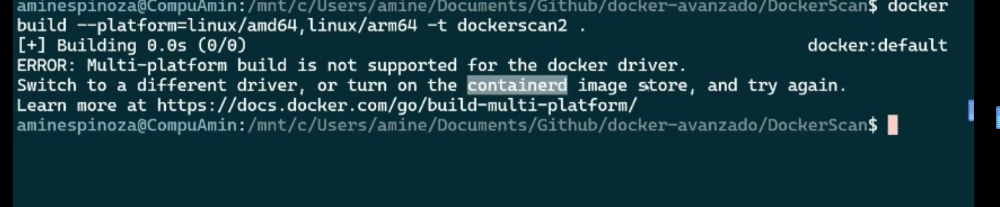 aminespinoza@CompuAmin:/mnt/c/Users/amine/Documents/Github/docker-avanzado/DockerScan$ docker
build --platform=linux/amd64,linux/arm64 -t dockerscan2 .
[+] Building 0.0s (0/0) docker:default
ERROR: Multi-platform build is not supported for the docker driver.
Switch to a different driver, or turn on the containerd image store, and try again.
Learn more at https://docs.docker.com/go/build-multi-platform/
aminespinoza@CompuAmin:/mnt/c/Users/amine/Documents/Github/docker-avanzado/DockerScan$